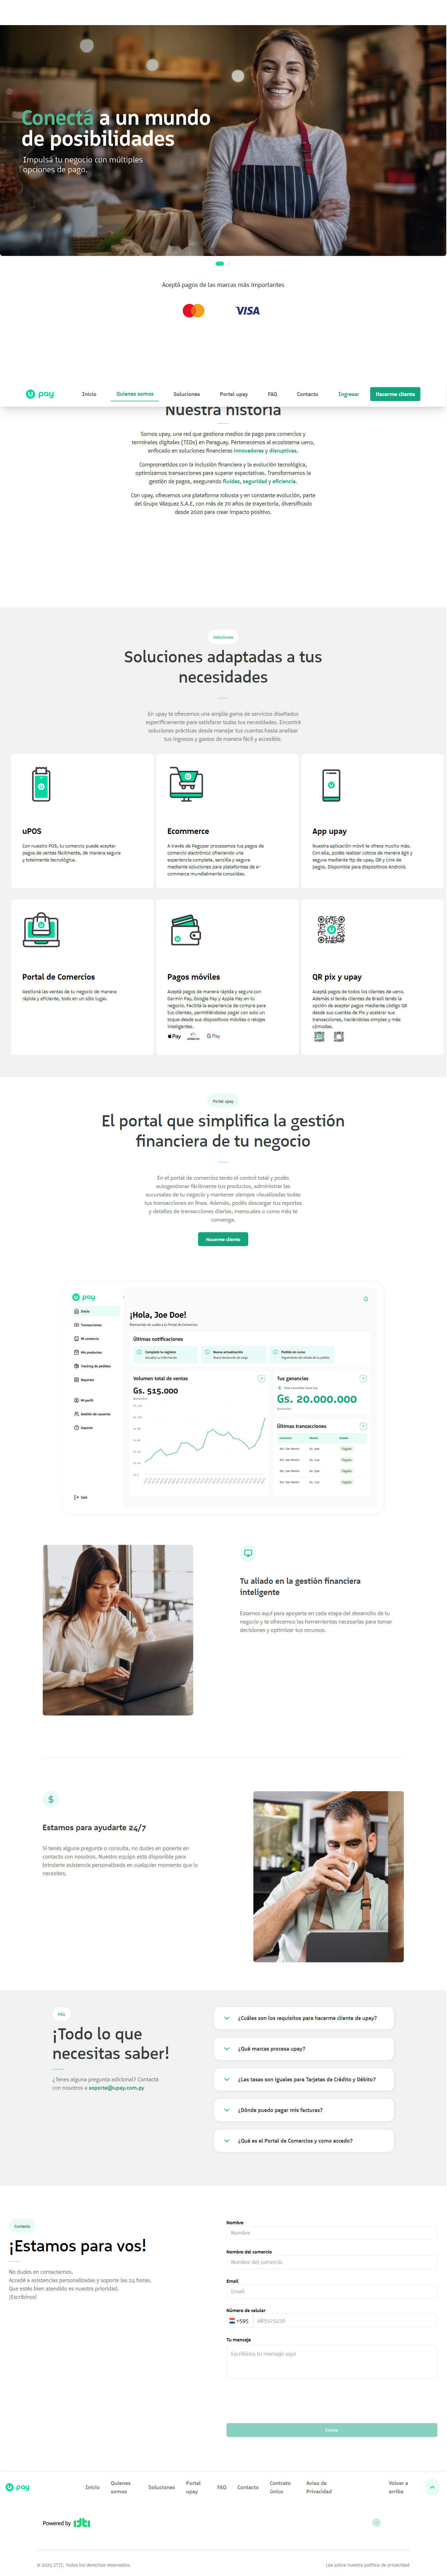 Conectá a un mundo
de posibilidades
Impulsá tu negocio con múltiples
opciones de pago.
Aceptá pagos de las marcas más importantes
VISA
upay
Inicio
Quienes somos
Soluciones
Portal upay
FAQ
Contacto
Ingresar
Hacerme cliente
Nuestra historia
Somos upay, una red que gestiona medios de pago para comercios y
terminales digitales (TEDs) en Paraguay. Pertenecemos al ecosistema ueno,
enfocado en soluciones financieras innovadoras y disruptivas.
Comprometidos con la inclusión financiera y la evolución tecnológica,
optimizamos transacciones para superar expectativas. Transformamos la
gestión de pagos, asegurando fluidez, seguridad y eficiencia.
Con upay, ofrecemos una plataforma robusta y en constante evolución, parte
del Grupo Vázquez S.A.E, con más de 70 años de trayectoria, diversificado
desde 2020 para crear impacto positivo.
Soluciones
Soluciones adaptadas a tus
necesidades
En upay te ofrecemos una amplia gama de servicios diseñados
específicamente para satisfacer todas tus necesidades. Encontrá
soluciones prácticas desde manejar tus cuentas hasta analizar
tus ingresos y gastos de manera fácil y accesible.
uPOS
Con nuestro POS, tu comercio puede aceptar
pagos de ventas fácilmente, de manera segura
y totalmente tecnológica.
Ecommerce
A través de Pagopar procesamos tus pagos de
comercio electrónico ofreciendo una
experiencia completa, sencilla y segura
mediante soluciones para plataformas de e-
commerce mundialmente conocidas.
App upay
Nuestra aplicación móvil te ofrece mucho más.
Con ella, podés realizar cobros de manera ágil y
segura mediante tip de upay, QR y Link de
pagos. Disponible para dispositivos Android.
Portal de Comercios
Gestioná las ventas de tu negocio de manera
rápida y eficiente, todo en un sólo lugar.
Pagos móviles
Aceptá pagos de manera rápida y segura con
Garmin Pay, Google Pay y Apple Pay en tu
negocio. Facilitá la experiencia de compra para
tus clientes, permitiéndoles pagar con solo un
toque desde sus dispositivos móviles o relojes
inteligentes.
Pay
G Pay
QR pix y upay
Aceptá pagos de todos los clientes de ueno.
Además si tenés clientes de Brasil tenés la
opción de aceptar pagos mediante código QR
desde sus cuentas de Pix y acelerar sus
transacciones, haciéndolas simples y más
cómodas.
Portal upay
El portal que simplifica la gestión
financiera de tu negocio
En el portal de comercios tenés el control total y podés
autogestionar fácilmente tus productos, administrar las
sucursales de tu negocio y mantener siempre visualizadas todas
tus transacciones en línea. Además, podés descargar tus reportes
y detalles de transacciones diarias, mensuales o como más te
convenga.
Hacerme cliente
upay
Inicio
Transacciones
Mi comercio
Mis productos
Tracking de pedidos
Reportes
Mi perfil
Gestión de usuarios
Soporte
Salir
¡Hola, Joe Doe!
Bienvenido de vuelta a tu Portal de Comercios
Últimas notificaciones
Completa tu registro
Actualizá su información
Nueva actualización
Nueva devolución de pago
Pedido en curso
Seguimiento del estado de su pedido
Volumen total de ventas
Gs. 515.000
Tus ganancias
Gs. 20.000.000
Últimas transacciones
Comercio
Monto
Estado
Pagado
Pagado
Pagado
Pagado
Tu aliado en la gestión financiera
inteligente
Estamos aquí para apoyarte en cada etapa del desarrollo de tu
negocio y te ofrecemos las herramientas necesarias para tomar
decisiones y optimizar tus recursos.
Estamos para ayudarte 24/7
Si tenés alguna pregunta o consulta, no dudes en ponerte en
contacto con nosotros. Nuestro equipo está disponible para
brindarte asistencia personalizada en cualquier momento que lo
necesites.
FAQ
¡Todo lo que
necesitas saber!
¿Tenes alguna pregunta adicional? Contactá
con nosotros a soporte@upay.com.py
¿Cuáles son los requisitos para hacerme cliente de upay?
¿Qué marcas procesa upay?
¿Las tasas son iguales para Tarjetas de Crédito y Débito?
¿Dónde puedo pagar mis facturas?
¿Qué es el Portal de Comercios y como accedo?
Contacto
¡Estamos para vos!
No dudes en contactarnos.
Accedé a asistencias personalizadas y soporte las 24 horas.
Que estés bien atendido es nuestra prioridad.
¡Escribinos!
Nombre
Nombre
Nombre del comercio
Nombre del comercio
Email
Email
Número de celular
+595
0831123456
Tu mensaje
Escribinos tu mensaje aquí
Enviar
upay
Inicio
Quienes
somos
Soluciones
Portal
upay
FAQ
Contacto
Contrato
único
Aviso de
Privacidad
Volver a
arriba
Powered by itti
© 2025 ITTI. Todos los derechos reservados.
Lea sobre nuestra política de privacidad